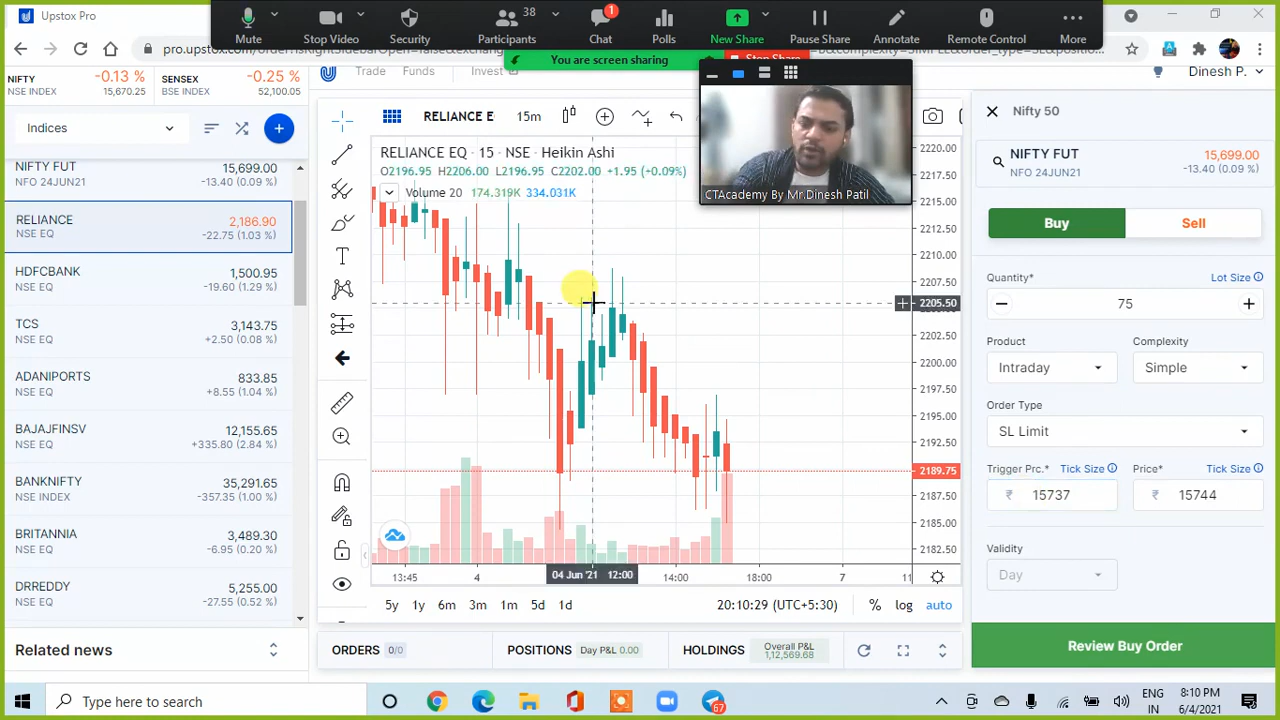 Upstox Pro
Mute
Stop Video
Security
38
Participants
1
Chat
Polls
New Share
Pause Share
Annotate
Remote Control
More
You are screen sharing
Stop Share
NIFTY
NSE INDEX
-0.13 %
15,670.25
SENSEX
BSE INDEX
-0.25 %
52,100.05
Trade
Funds
Invest
Dinesh P.
Indices
NIFTY FUT
15,699.00
NFO 24JUN21
-13.40 (0.09 %)
RELIANCE
2,186.90
NSE EQ
-22.75 (1.03 %)
HDFCBANK
1,500.95
NSE EQ
-19.60 (1.29 %)
TCS
3,143.75
NSE EQ
+2.50 (0.08 %)
ADANIPORTS
833.85
NSE EQ
+8.55 (1.04 %)
BAJAJFINSV
12,155.65
NSE EQ
+335.80 (2.84 %)
BANKNIFTY
35,291.65
NSE INDEX
-357.35 (1.00 %)
BRITANNIA
3,489.30
NSE EQ
-6.95 (0.20 %)
DRREDDY
5,255.00
NSE EQ
-27.55 (0.52 %)
Related news
RELIANCE E
15m
RELIANCE EQ · 15 · NSE · Heikin Ashi
O2196.95 H2206.00 L2196.95 C2202.00 +1.95 (+0.09%)
Volume 20 174.319K 334.031K
CTAcademy By Mr.Dinesh Patil
2220.00
2215.00
2212.50
2210.00
2207.50
2205.50
2202.50
2200.00
2197.50
2195.00
2192.50
2189.75
2187.50
2185.00
2182.50
13:45
4
04 Jun '21 12:00
14:00
18:00
7
11
5y
1y
6m
3m
1m
5d
1d
20:10:29 (UTC+5:30)
%
log
auto
ORDERS 0/0
POSITIONS Day P&L 0.00
HOLDINGS Overall P&L 1,12,569.68
Nifty 50
NIFTY FUT
15,699.00
NFO 24JUN21
-13.40 (0.09 %)
Buy
Sell
Quantity*
Lot Size
75
Product
Complexity
Intraday
Simple
Order Type
SL Limit
Trigger Prc.*
Tick Size
Price*
Tick Size
₹ 15737
₹ 15744
Validity
Day
Review Buy Order
Type here to search
67
ENG
IN
8:10 PM
6/4/2021